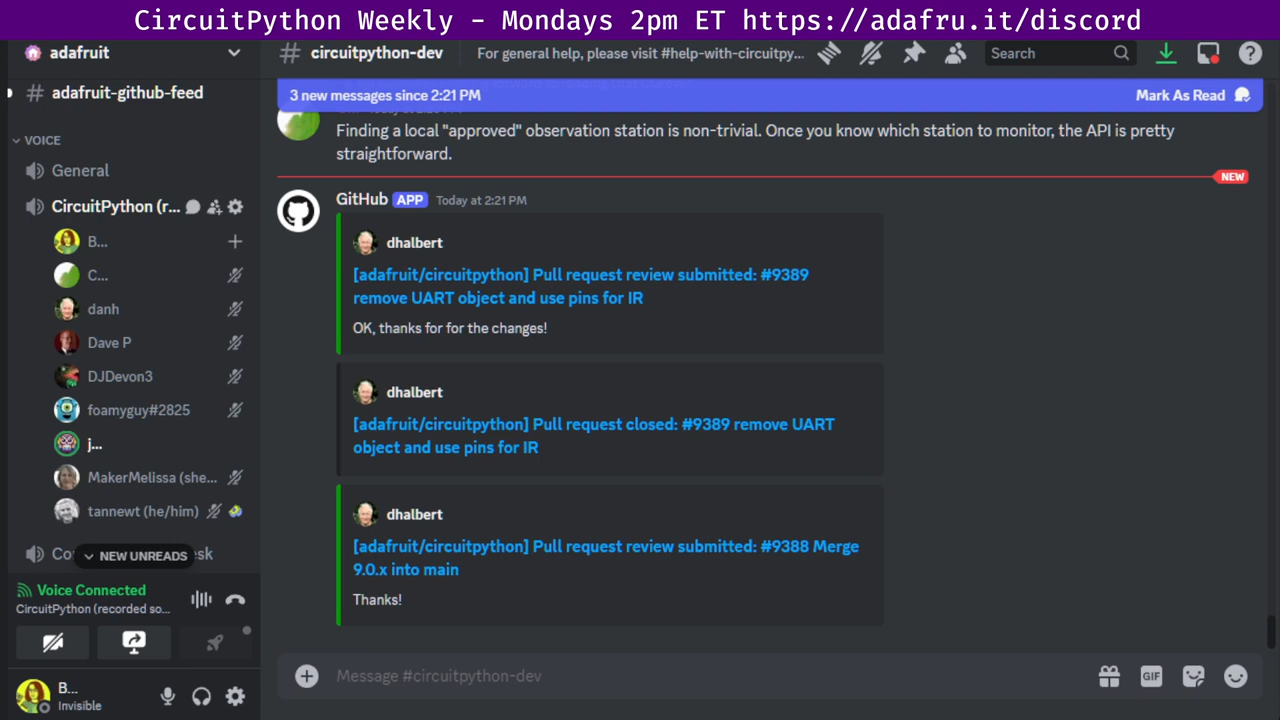 CircuitPython Weekly - Mondays 2pm ET https://adafru.it/discord
adafruit
# circuitpython-dev
For general help, please visit #help-with-circuitpy...
Search
# adafruit-github-feed
VOICE
General
CircuitPython (r...
B...
C...
danh
Dave P
DJDevon3
foamyguy#2825
j...
MakerMelissa (she...
tannewt (he/him)
NEW UNREADS
Voice Connected
CircuitPython (recorded so...
B...
Invisible
3 new messages since 2:21 PM
Mark As Read
Finding a local "approved" observation station is non-trivial. Once you know which station to monitor, the API is pretty
straightforward.
NEW
GitHub APP Today at 2:21 PM
dhalbert
[adafruit/circuitpython] Pull request review submitted: #9389
remove UART object and use pins for IR
OK, thanks for for the changes!
dhalbert
[adafruit/circuitpython] Pull request closed: #9389 remove UART
object and use pins for IR
dhalbert
[adafruit/circuitpython] Pull request review submitted: #9388 Merge
9.0.x into main
Thanks!
Message #circuitpython-dev
GIF